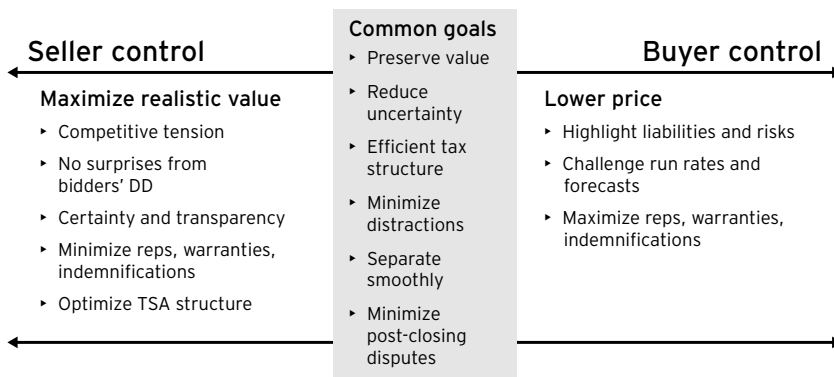 Seller control
Maximize realistic value
‣ Competitive tension
‣ No surprises from
bidders' DD
‣ Certainty and transparency
‣ Minimize reps, warranties,
indemnifications
‣ Optimize TSA structure
Common goals
‣ Preserve value
‣ Reduce
uncertainty
‣ Efficient tax
structure
‣ Minimize
distractions
‣ Separate
smoothly
‣ Minimize
post-closing
disputes
Buyer control
Lower price
‣ Highlight liabilities and risks
‣ Challenge run rates and
forecasts
‣ Maximize reps, warranties,
indemnifications